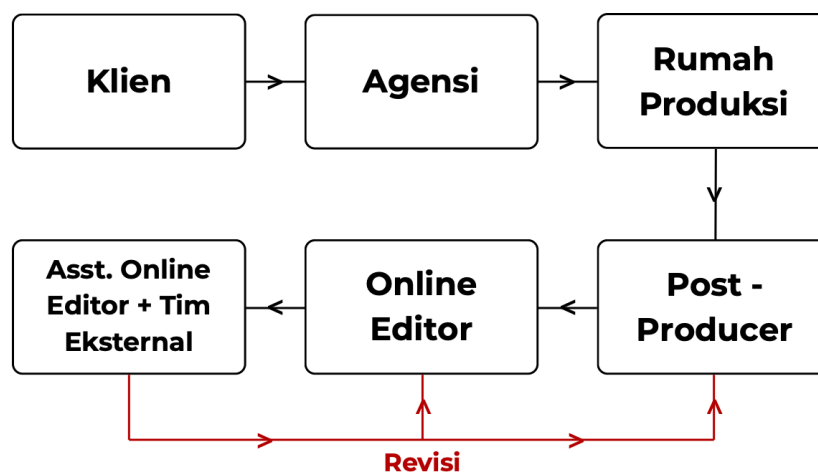 Klien
Agensi
Rumah
Produksi
Asst. Online
Editor + Tim
Eksternal
Online
Editor
Post -
Producer
Revisi